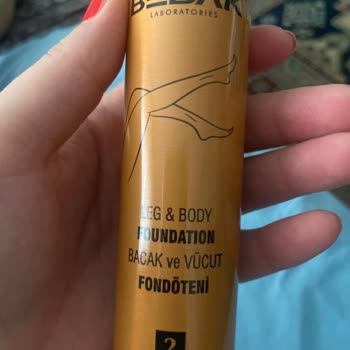 LABORATORIES
LEG & BODY
FOUNDATION
BACAK ve VÜCUT
FONDÖTENİ
2